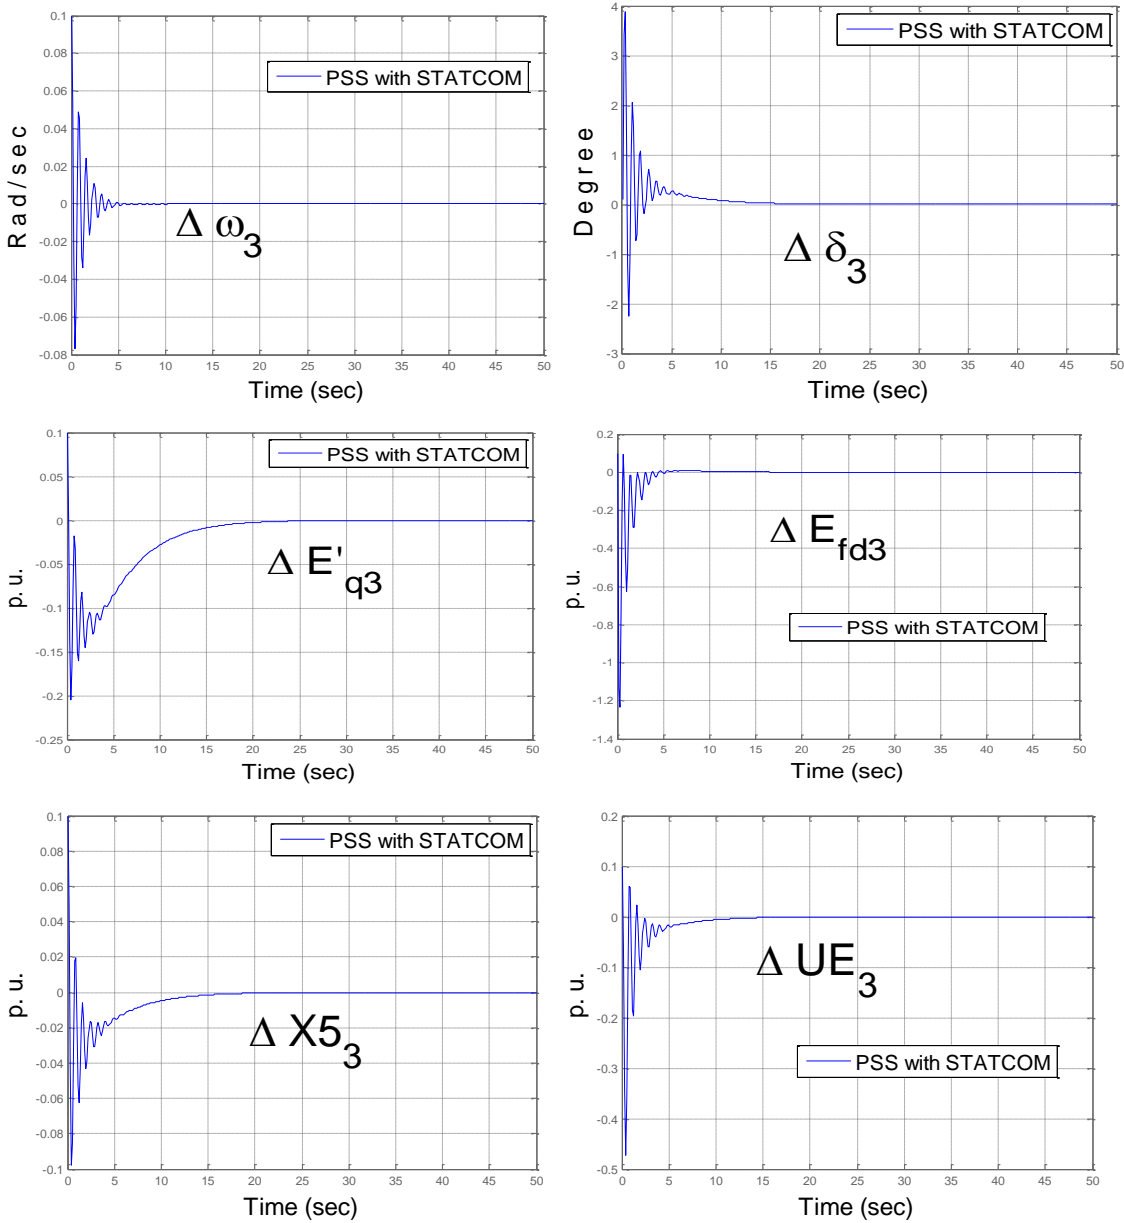 0.1
0.08
0.06
0.04
0.02
0
-0.02
-0.04
-0.06
-0.08
Rad/sec
PSS with STATCOM
Δ ω3
0 5 10 15 20 25 30 35 40 45 50
Time (sec)
4
3
2
1
0
-1
-2
-3
Degree
PSS with STATCOM
Δ δ3
0 5 10 15 20 25 30 35 40 45 50
Time (sec)
0.1
0.05
0
-0.05
-0.1
-0.15
-0.2
-0.25
p. u.
PSS with STATCOM
Δ E'q3
0 5 10 15 20 25 30 35 40 45 50
Time (sec)
0.2
0
-0.2
-0.4
-0.6
-0.8
-1
-1.2
-1.4
p. u.
Δ Efd3
PSS with STATCOM
0 5 10 15 20 25 30 35 40 45 50
Time (sec)
0.1
0.08
0.06
0.04
0.02
0
-0.02
-0.04
-0.06
-0.08
-0.1
p. u.
PSS with STATCOM
Δ X53
0 5 10 15 20 25 30 35 40 45 50
Time (sec)
0.2
0.1
0
-0.1
-0.2
-0.3
-0.4
-0.5
p. u.
Δ UE3
PSS with STATCOM
0 5 10 15 20 25 30 35 40 45 50
Time (sec)